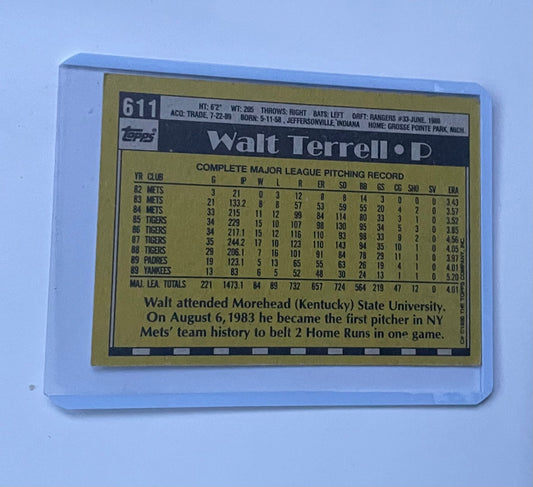 611
HT: 6'2" WT: 205 THROWS: RIGHT BATS: LEFT DRFT: RANGERS #33-JUNE, 1980
ACQ: TRADE, 7-22-89 BORN: 5-11-58, JEFFERSONVILLE, INDIANA HOME: GROSSE POINTE PARK, MICH.
TOPPS
Walt Terrell • P
COMPLETE MAJOR LEAGUE PITCHING RECORD
YR CLUB G IP W L R ER SO BB GS CG SHO SV ERA
82 METS 3 21 0 3 12 8 8 14 3 0 0 0 3.43
83 METS 21 133.2 8 8 57 53 59 55 20 4 2 0 3.57
84 METS 33 215 11 12 99 84 114 80 33 3 1 0 3.52
85 TIGERS 34 229 15 10 107 98 130 95 34 5 3 0 3.85
86 TIGERS 34 217.1 15 12 116 110 93 98 33 9 2 0 4.56
87 TIGERS 35 244.2 17 10 123 110 143 94 35 10 1 0 4.05
88 TIGERS 29 206.1 7 16 101 91 84 78 29 11 1 0 3.97
89 PADRES 19 123.1 5 13 65 55 63 26 19 4 1 0 4.01
89 YANKEES 13 83 6 5 52 48 30 24 13 1 1 0 5.20
MAJ. LEA. TOTALS 221 1473.1 84 89 732 657 724 564 219 47 12 0 4.01
Walt attended Morehead (Kentucky) State University.
On August 6, 1983 he became the first pitcher in NY
Mets' team history to belt 2 Home Runs in one game.
THE TOPPS COMPANY, INC.